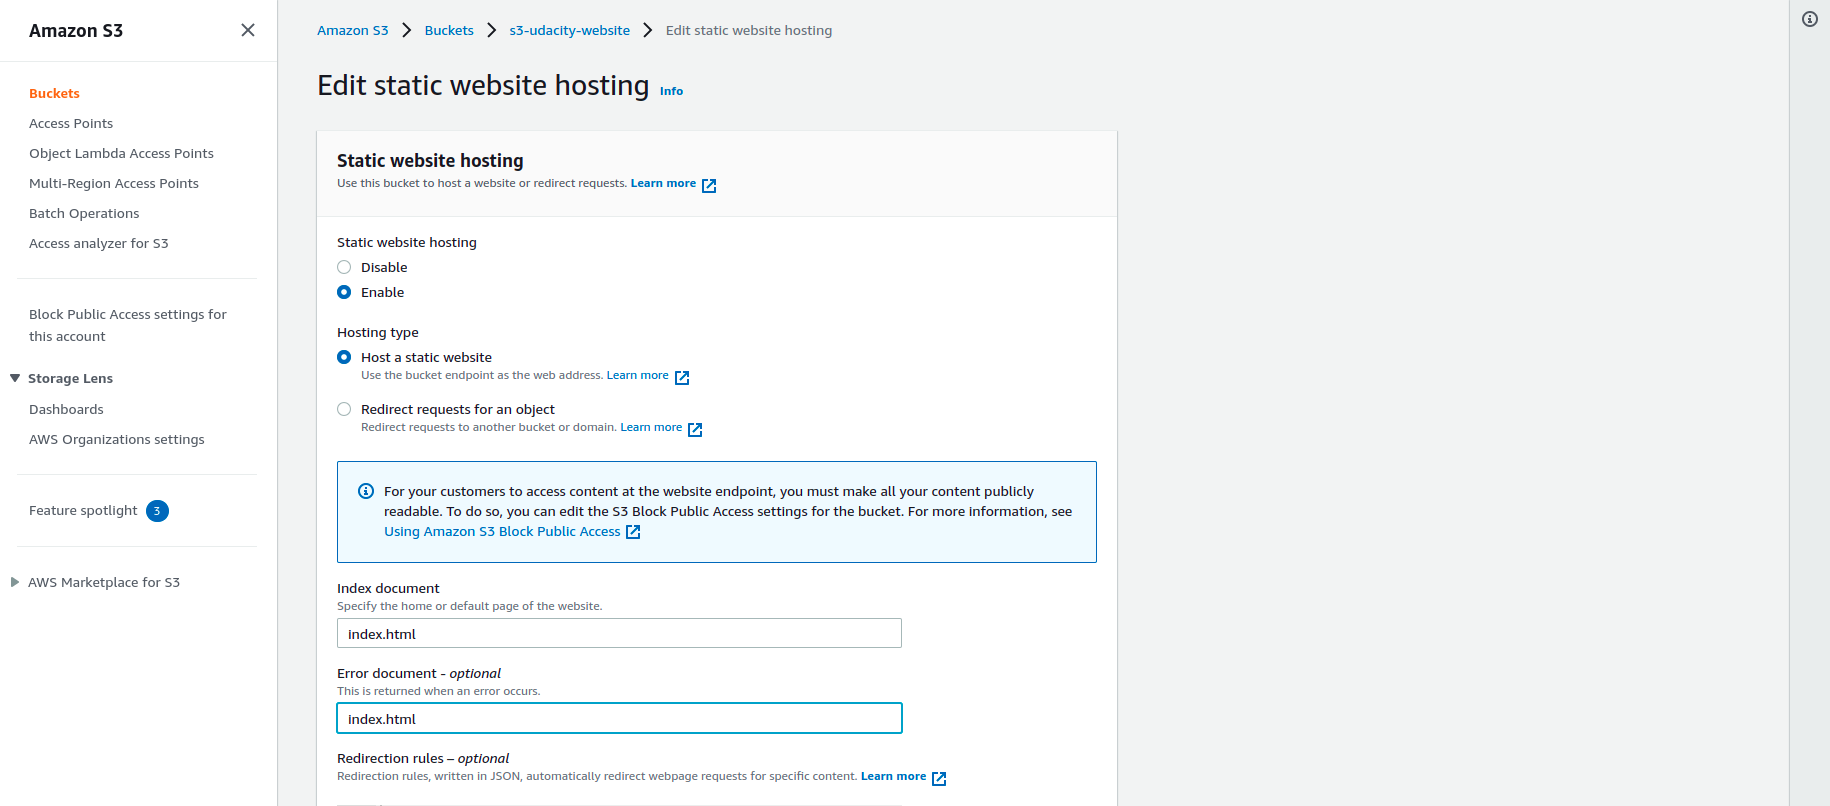 Amazon S3
Buckets
Access Points
Object Lambda Access Points
Multi-Region Access Points
Batch Operations
Access analyzer for S3
Block Public Access settings for
this account
Storage Lens
Dashboards
AWS Organizations settings
Feature spotlight 3
AWS Marketplace for S3
Amazon S3 Buckets s3-udacity-website Edit static website hosting
Edit static website hosting Info
Static website hosting
Use this bucket to host a website or redirect requests. Learn more
Static website hosting
Disable
Enable
Hosting type
Host a static website
Use the bucket endpoint as the web address. Learn more
Redirect requests for an object
Redirect requests to another bucket or domain. Learn more
For your customers to access content at the website endpoint, you must make all your content publicly
readable. To do so, you can edit the S3 Block Public Access settings for the bucket. For more information, see
Using Amazon S3 Block Public Access
Index document
Specify the home or default page of the website.
index.html
Error document - optional
This is returned when an error occurs.
index.html
Redirection rules – optional
Redirection rules, written in JSON, automatically redirect webpage requests for specific content. Learn more